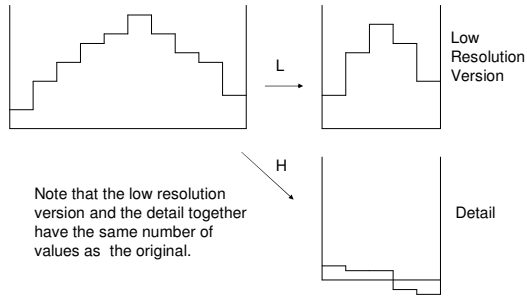 L
Low
Resolution
Version
H
Note that the low resolution
version and the detail together
have the same number of
values as the original.
Detail